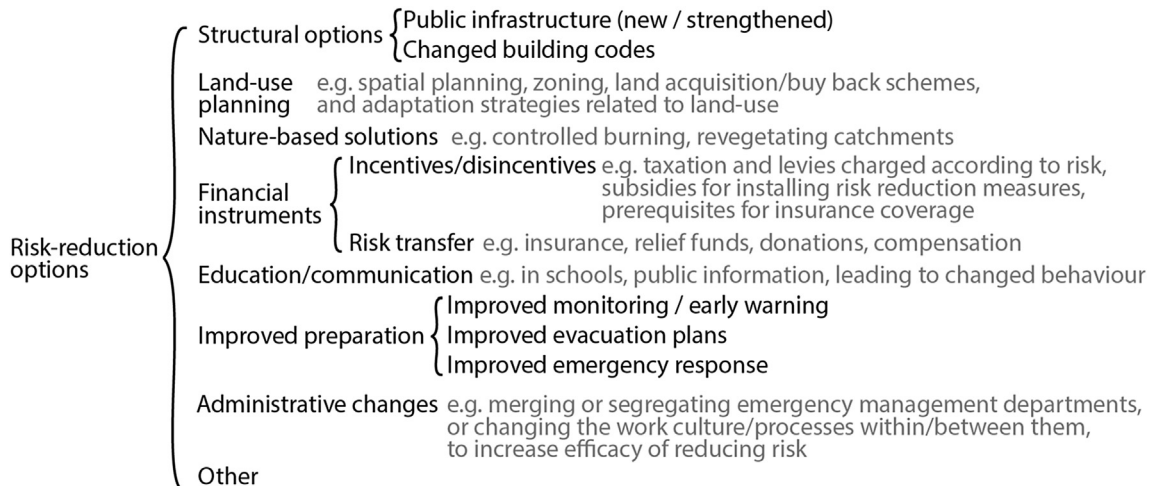 Structural options
Public infrastructure (new / strengthened)
Changed building codes
Land-use
planning
e.g. spatial planning, zoning, land acquisition/buy back schemes,
and adaptation strategies related to land-use
Nature-based solutions e.g. controlled burning, revegetating catchments
Financial
instruments
Incentives/disincentives e.g. taxation and levies charged according to risk,
subsidies for installing risk reduction measures,
prerequisites for insurance coverage
Risk transfer e.g. insurance, relief funds, donations, compensation
Risk-reduction
options
Education/communication e.g. in schools, public information, leading to changed behaviour
Improved preparation
Improved monitoring / early warning
Improved evacuation plans
Improved emergency response
Administrative changes e.g. merging or segregating emergency management departments,
or changing the work culture/processes within/between them,
to increase efficacy of reducing risk
Other